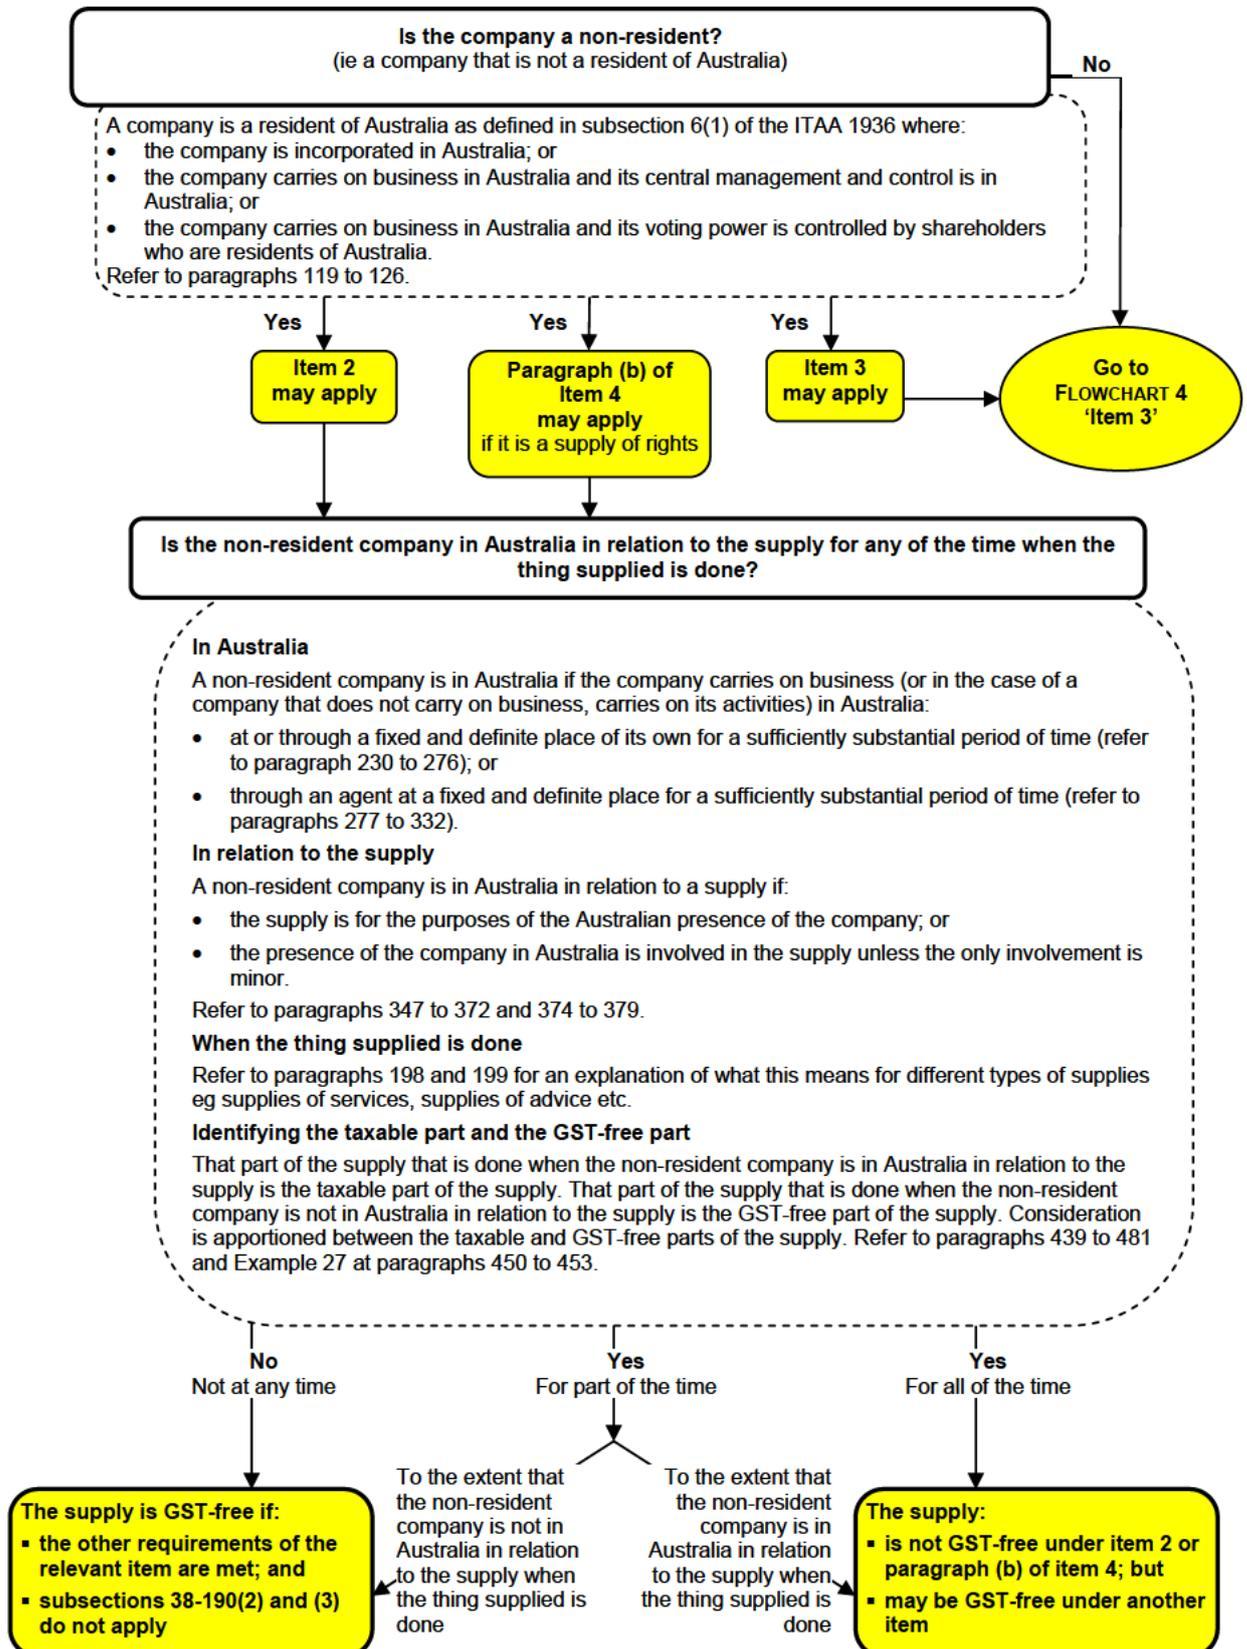 Is the company a non-resident?
(ie a company that is not a resident of Australia)
No
A company is a resident of Australia as defined in subsection 6(1) of the ITAA 1936 where:
• the company is incorporated in Australia; or
• the company carries on business in Australia and its central management and control is in
Australia; or
• the company carries on business in Australia and its voting power is controlled by shareholders
who are residents of Australia.
Refer to paragraphs 119 to 126.
Yes
Yes
Yes
Item 2
may apply
Paragraph (b) of
Item 4
may apply
if it is a supply of rights
Item 3
may apply
Go to
FLOWCHART 4
‘Item 3’
Is the non-resident company in Australia in relation to the supply for any of the time when the
thing supplied is done?
In Australia
A non-resident company is in Australia if the company carries on business (or in the case of a
company that does not carry on business, carries on its activities) in Australia:
• at or through a fixed and definite place of its own for a sufficiently substantial period of time (refer
to paragraph 230 to 276); or
• through an agent at a fixed and definite place for a sufficiently substantial period of time (refer to
paragraphs 277 to 332).
In relation to the supply
A non-resident company is in Australia in relation to a supply if:
• the supply is for the purposes of the Australian presence of the company; or
• the presence of the company in Australia is involved in the supply unless the only involvement is
minor.
Refer to paragraphs 347 to 372 and 374 to 379.
When the thing supplied is done
Refer to paragraphs 198 and 199 for an explanation of what this means for different types of supplies
eg supplies of services, supplies of advice etc.
Identifying the taxable part and the GST-free part
That part of the supply that is done when the non-resident company is in Australia in relation to the
supply is the taxable part of the supply. That part of the supply that is done when the non-resident
company is not in Australia in relation to the supply is the GST-free part of the supply. Consideration
is apportioned between the taxable and GST-free parts of the supply. Refer to paragraphs 439 to 481
and Example 27 at paragraphs 450 to 453.
No
Not at any time
Yes
For part of the time
Yes
For all of the time
The supply is GST-free if:
▪ the other requirements of the
relevant item are met; and
▪ subsections 38-190(2) and (3)
do not apply
To the extent that
the non-resident
company is not in
Australia in relation
to the supply when
the thing supplied is
done
To the extent that
the non-resident
company is in
Australia in relation
to the supply when
the thing supplied is
done
The supply:
▪ is not GST-free under item 2 or
paragraph (b) of item 4; but
▪ may be GST-free under another
item